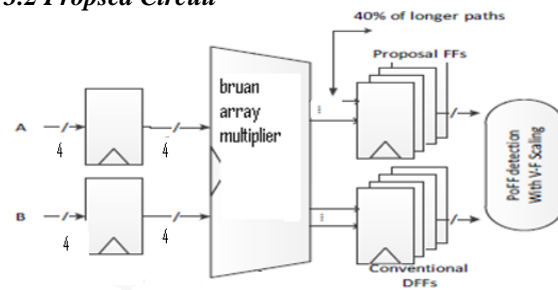 3.2 Propsed Circuit
40% of longer paths
Proposal FFs
bruan
array
multiplier
A
4
4
B
4
4
PoFF detection
With V-F Scaling
Conventional
DFFs